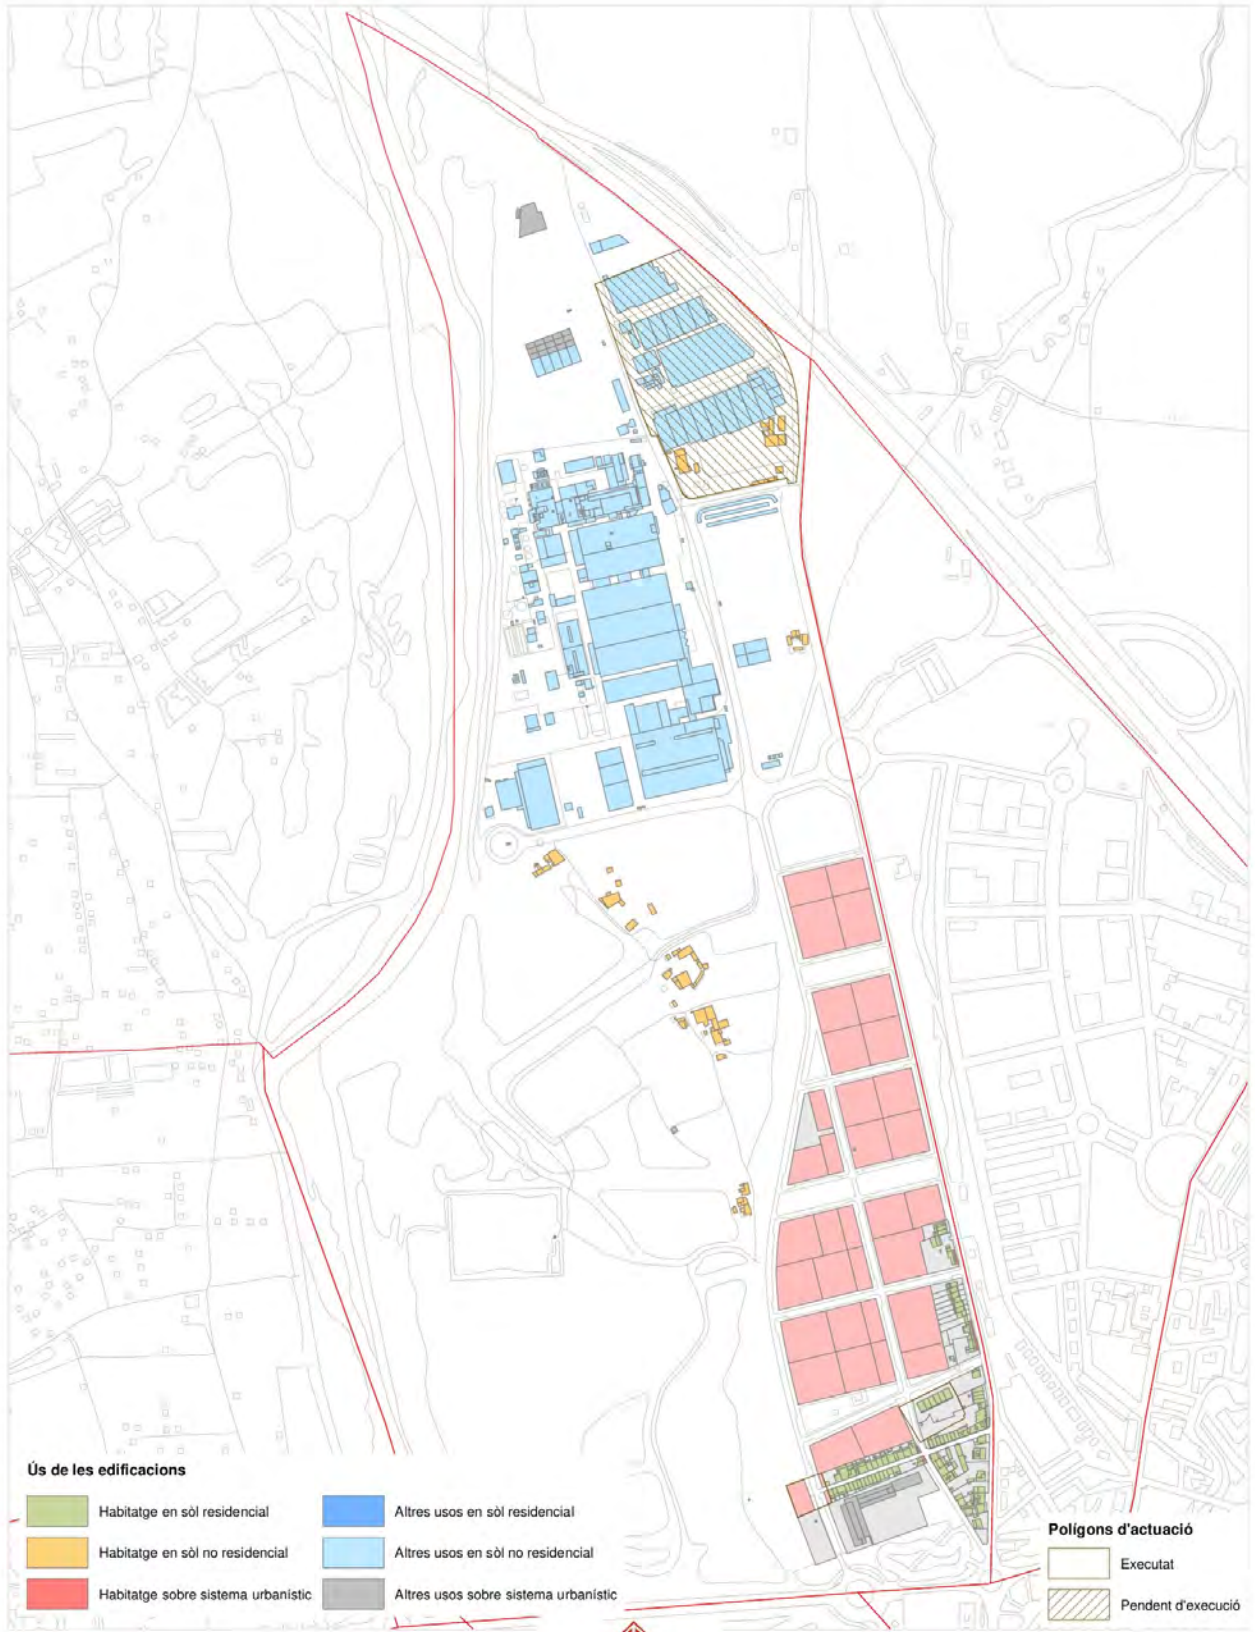 Ús de les edificacions
Habitatge en sòl residencial
Habitatge en sòl no residencial
Habitatge sobre sistema urbanístic
Altres usos en sòl residencial
Altres usos en sòl no residencial
Altres usos sobre sistema urbanístic
Polígons d'actuació
Executat
Pendent d'execució